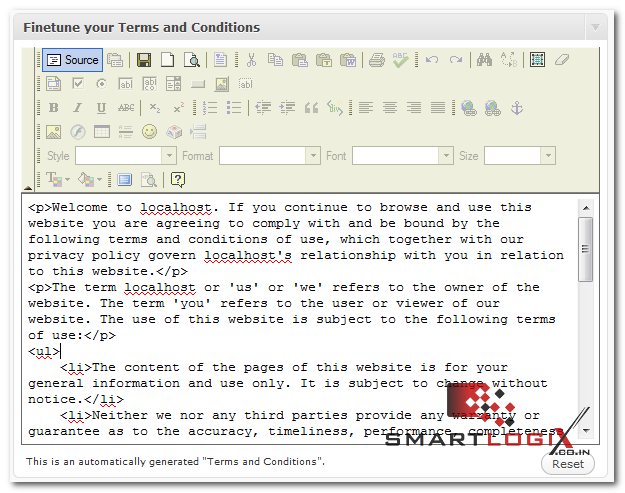 Finetune your Terms and Conditions
Source
Style Format Font Size
<p>Welcome to localhost. If you continue to browse and use this
website you are agreeing to comply with and be bound by the
following terms and conditions of use, which together with our
privacy policy govern localhost's relationship with you in relation
to this website.</p>
<p>The term localhost or 'us' or 'we' refers to the owner of the
website. The term 'you' refers to the user or viewer of our
website. The use of this website is subject to the following terms
of use:</p>
<ul>
<li>The content of the pages of this website is for your
general information and use only. It is subject to change without
notice.</li>
<li>Neither we nor any third parties provide any warranty or
guarantee as to the accuracy, timeliness, performance, completeness
SMARTLOGIX
.CO.IN
This is an automatically generated "Terms and Conditions".
Reset